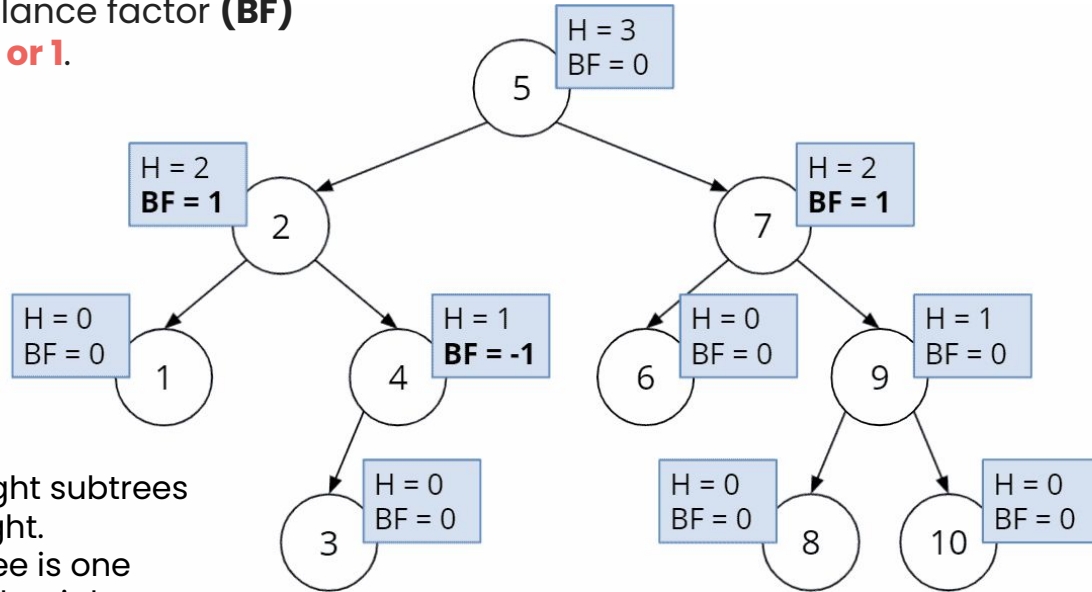 lance factor (BF)
or 1.
H = 3
BF = 0
5
H = 2
BF = 1
2
H = 2
BF = 1
7
H = 0
BF = 0
1
H = 1
BF = -1
4
H = 0
BF = 0
6
H = 1
BF = 0
9
ght subtrees
ght.
ee is one
H = 0
BF = 0
3
H = 0
BF = 0
8
H = 0
BF = 0
10